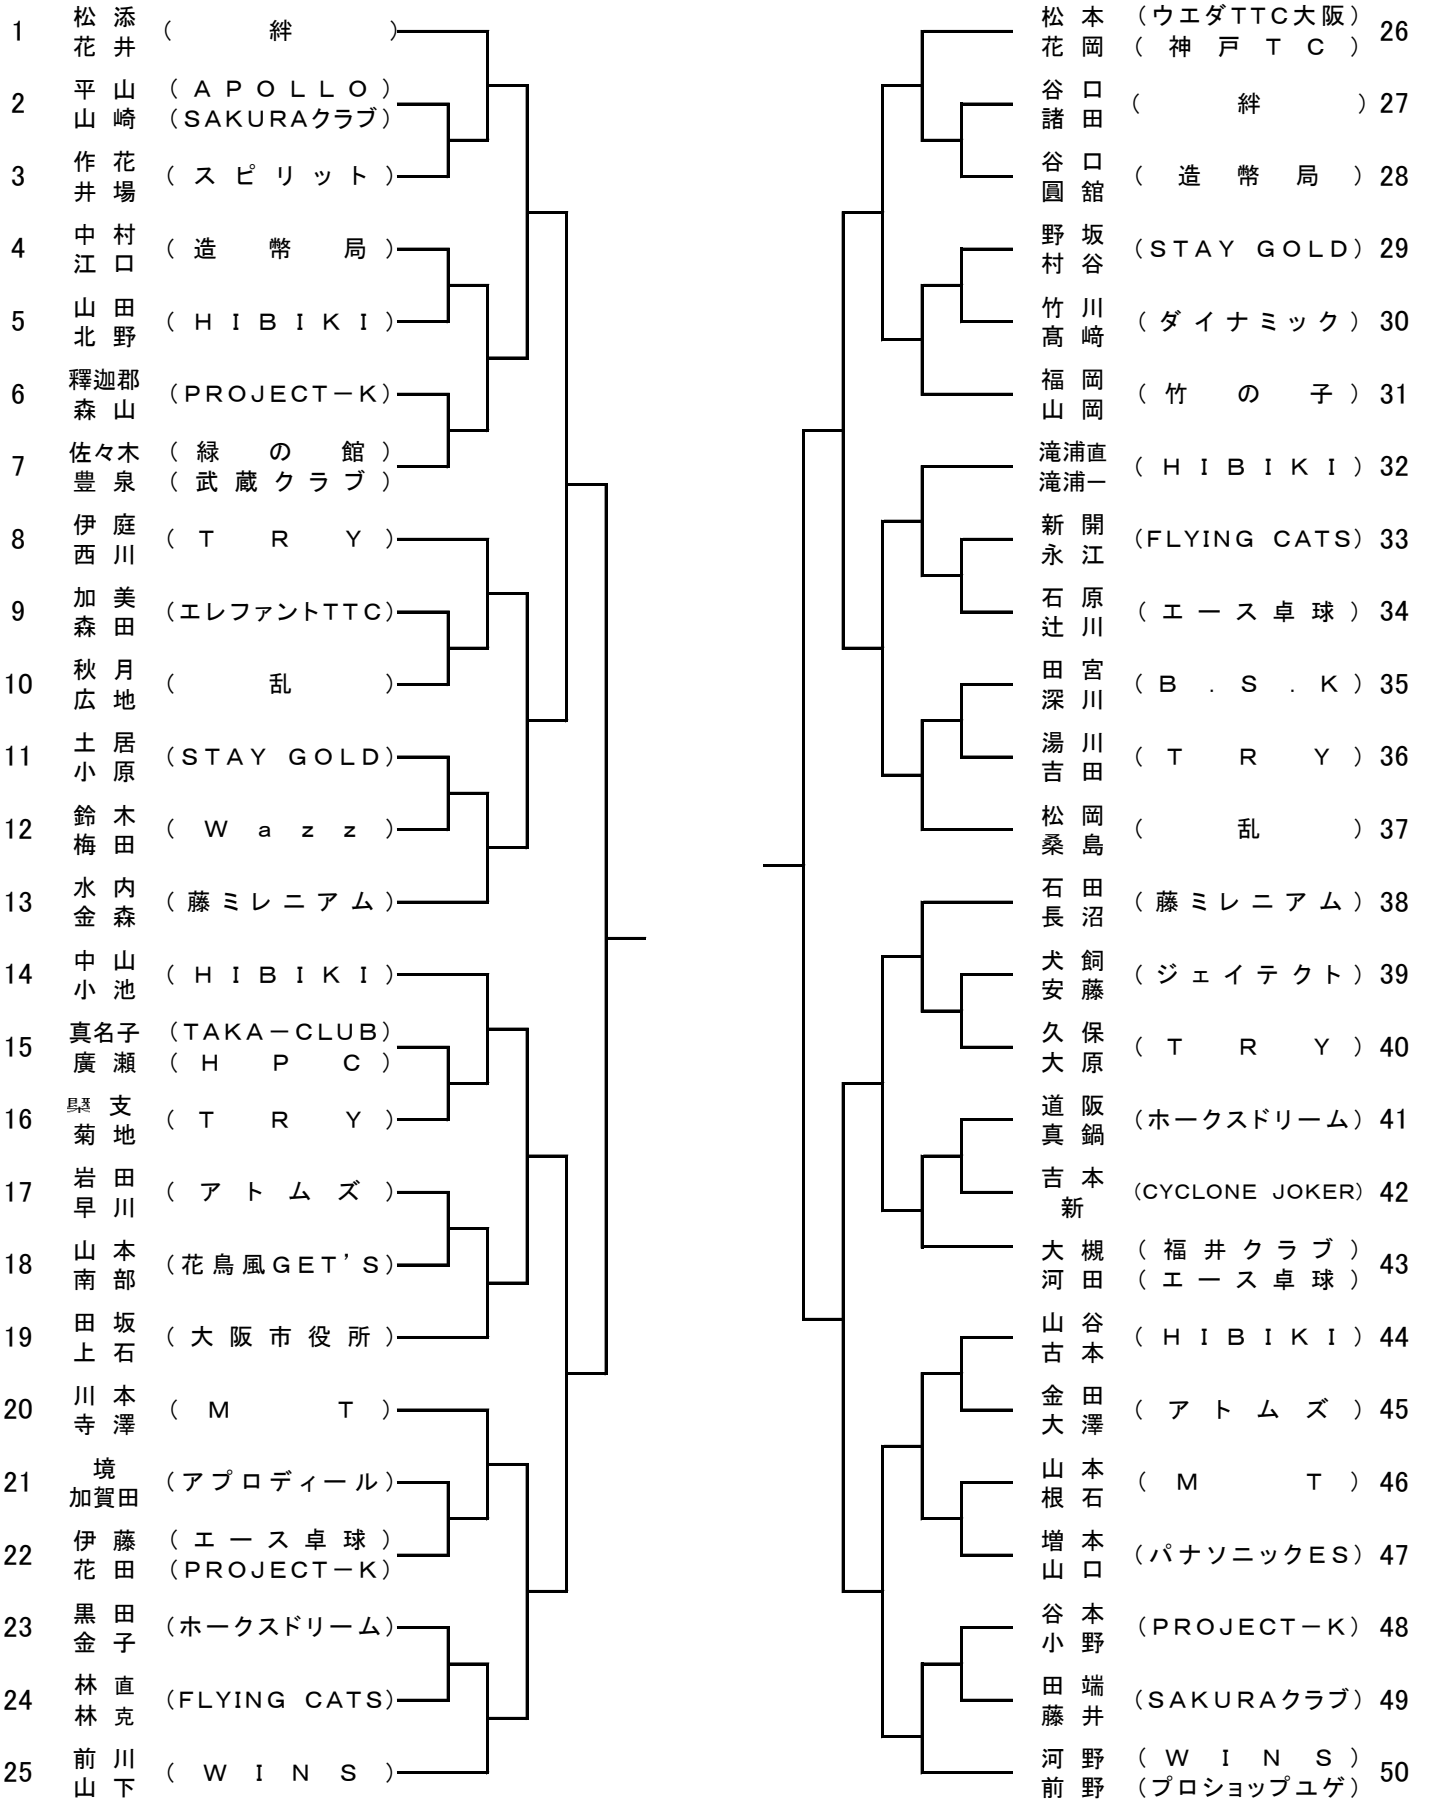 1 松添 花井 (絆)
2 平山 (APOLLO)
山崎 (SAKURAクラブ)
3 作花 井場 (スピリット)
4 中村 江口 (造幣局)
5 山田 北野 (HIBIKI)
6 釋迦郡 森山 (PROJECT－K)
7 佐々木 (緑の館)
豊泉 (武蔵クラブ)
8 伊庭 西川 (TRY)
9 加美 森田 (エレファントTTC)
10 秋月 広地 (乱)
11 土居 小原 (STAY GOLD)
12 鈴木 梅田 (Wazz)
13 水内 金森 (藤ミレニアム)
14 中山 小池 (HIBIKI)
15 真名子 (TAKA－CLUB)
廣瀬 (HPC)
16 支 菊地 (TRY)
17 岩田 早川 (アトムズ)
18 山本 南部 (花鳥風GET'S)
19 田坂 上石 (大阪市役所)
20 川本 寺澤 (MT)
21 境 加賀田 (アプロディール)
22 伊藤 (エース卓球)
花田 (PROJECT－K)
23 黒田 金子 (ホークスドリーム)
24 林直 林克 (FLYING CATS)
25 前川 山下 (WINS)
松本 (ウエダTTC大阪) 26
花岡 (神戸TC)
谷口 諸田 (絆) 27
谷口 圓舘 (造幣局) 28
野坂 村谷 (STAY GOLD) 29
竹川 髙﨑 (ダイナミック) 30
福岡 山岡 (竹の子) 31
滝浦直 滝浦一 (HIBIKI) 32
新開 永江 (FLYING CATS) 33
石原 辻川 (エース卓球) 34
田宮 深川 (B.S.K) 35
湯川 吉田 (TRY) 36
松岡 桑島 (乱) 37
石田 長沼 (藤ミレニアム) 38
犬飼 安藤 (ジェイテクト) 39
久保 大原 (TRY) 40
道阪 真鍋 (ホークスドリーム) 41
吉本 新 (CYCLONE JOKER) 42
大槻 (福井クラブ) 43
河田 (エース卓球)
山谷 古本 (HIBIKI) 44
金田 大澤 (アトムズ) 45
山本 根石 (MT) 46
増本 山口 (パナソニックES) 47
谷本 小野 (PROJECT－K) 48
田端 藤井 (SAKURAクラブ) 49
河野 (WINS) 50
前野 (プロショップユゲ)